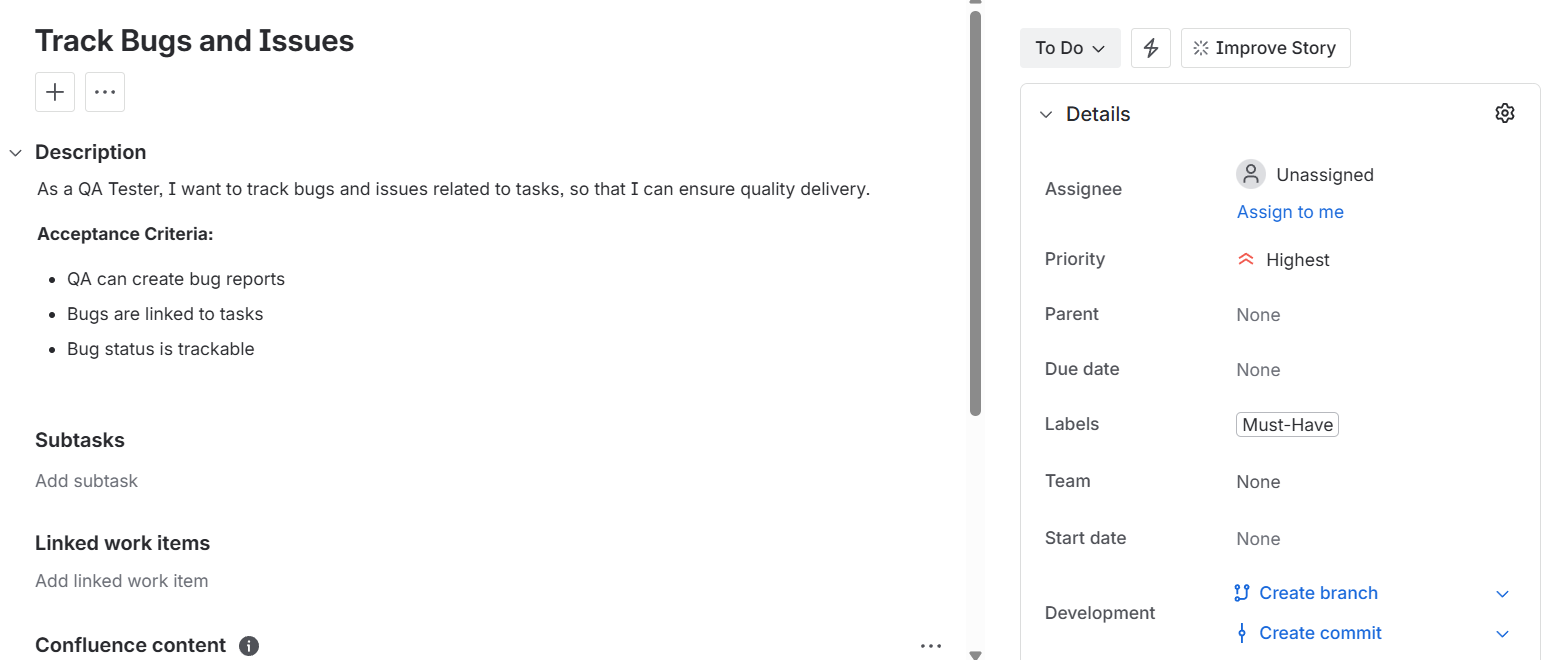 Track Bugs and Issues
Description
As a QA Tester, I want to track bugs and issues related to tasks, so that I can ensure quality delivery.
Acceptance Criteria:
QA can create bug reports
Bugs are linked to tasks
Bug status is trackable
Subtasks
Add subtask
Linked work items
Add linked work item
Confluence content
To Do
Improve Story
Details
Assignee
Unassigned
Assign to me
Priority
Highest
Parent
None
Due date
None
Labels
Must-Have
Team
None
Start date
None
Development
Create branch
Create commit